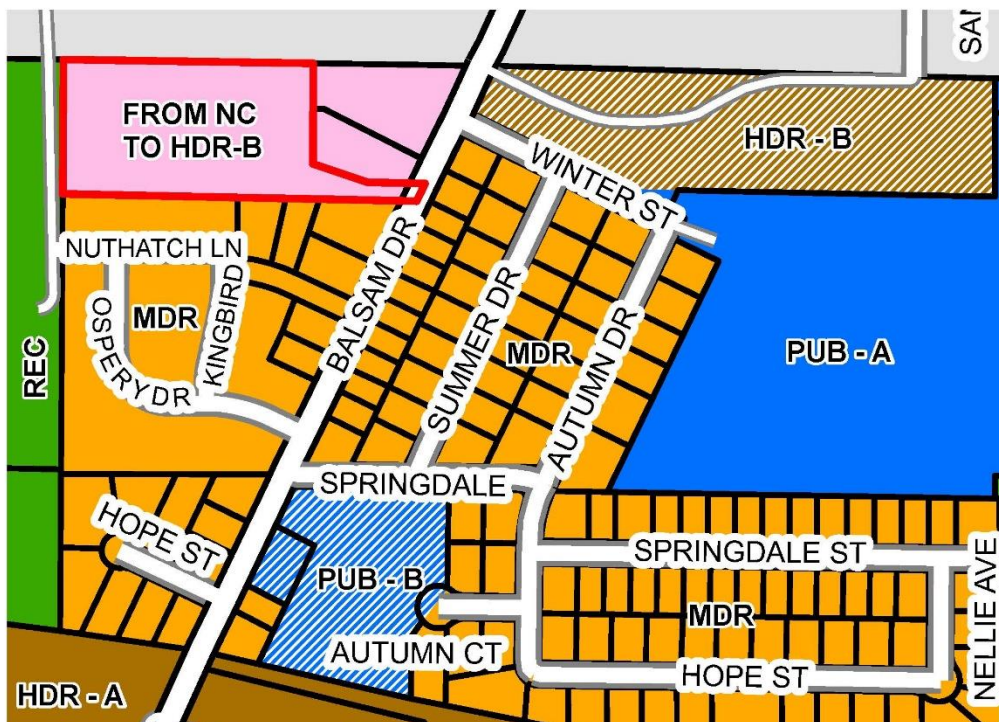 SAN
FROM NC
TO HDR-B
HDR - B
WINTER ST
NUTHATCH LN
BALSAM DR
SUMMER DR
AUTUMN DR
MDR
KINGBIRD
OSPERY DR
MDR
PUB - A
REC
SPRINGDALE
HOPE ST
SPRINGDALE ST
PUB - B
MDR
NELLIE AVE
AUTUMN CT
HOPE ST
HDR - A